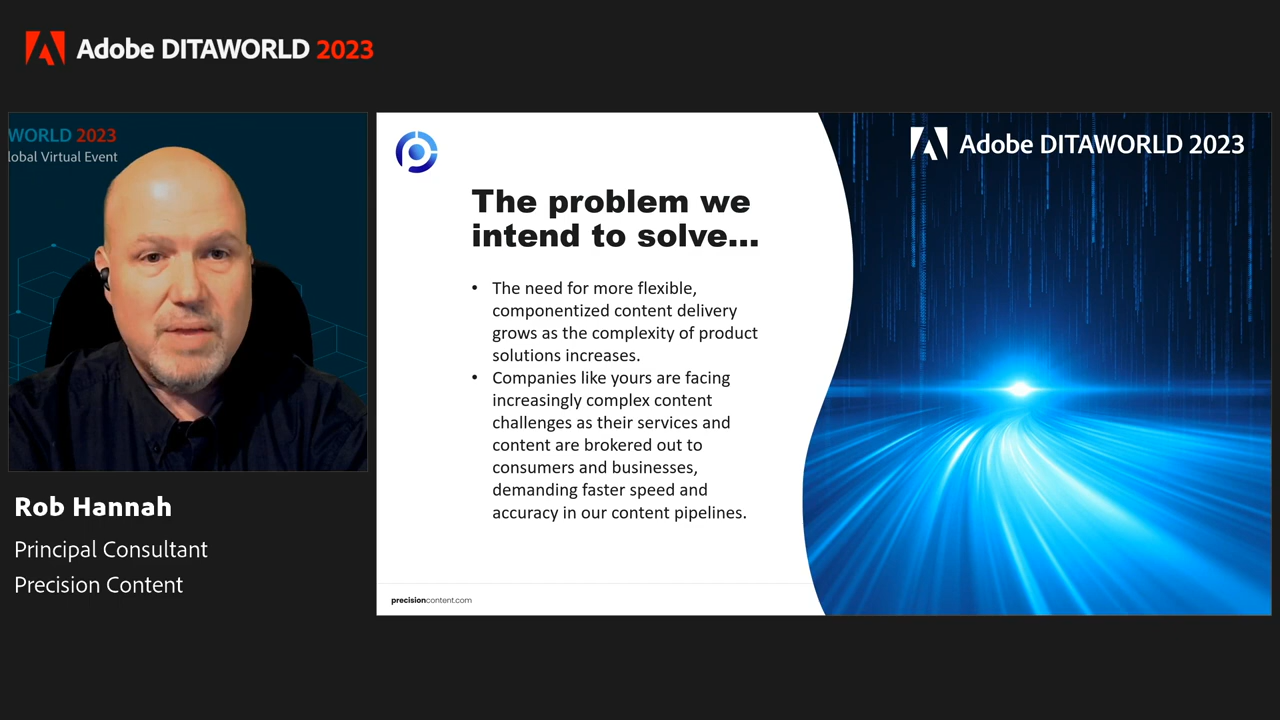 Adobe DITAWORLD 2023
WORLD 2023
lobal Virtual Event
Rob Hannah
Principal Consultant
Precision Content
The problem we
intend to solve...
• The need for more flexible,
componentized content delivery
grows as the complexity of product
solutions increases.
• Companies like yours are facing
increasingly complex content
challenges as their services and
content are brokered out to
consumers and businesses,
demanding faster speed and
accuracy in our content pipelines.
precisioncontent.com
Adobe DITAWORLD 2023